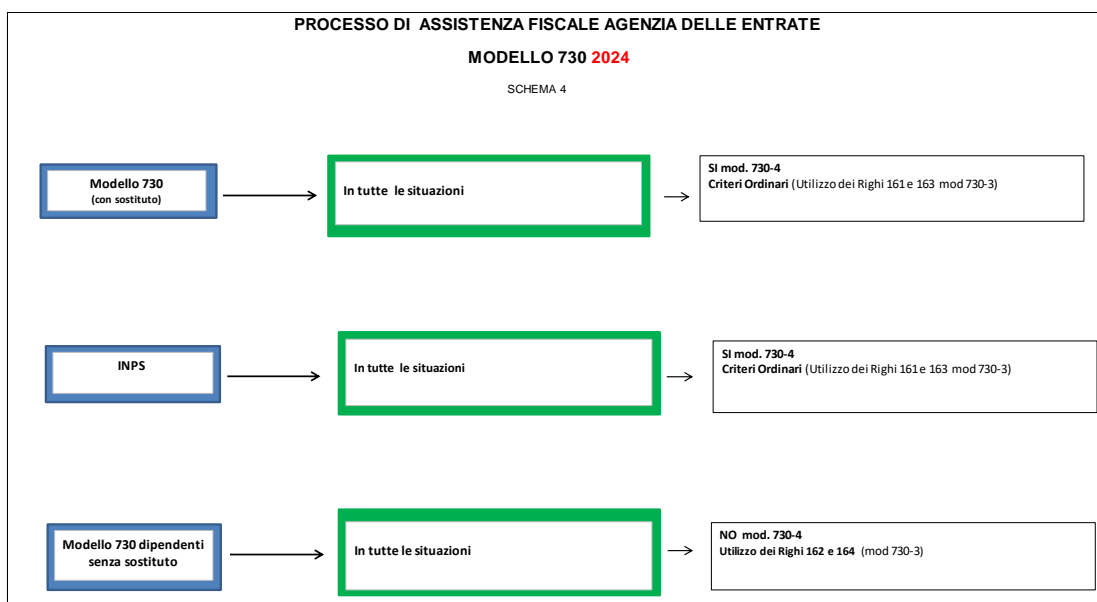 PROCESSO DI ASSISTENZA FISCALE AGENZIA DELLE ENTRATE
MODELLO 730 2024
SCHEMA 4
Modello 730
(con sostituto)
In tutte le situazioni
SI mod. 730-4
Criteri Ordinari (Utilizzo dei Righi 161 e 163 mod 730-3)
INPS
In tutte le situazioni
SI mod. 730-4
Criteri Ordinari (Utilizzo dei Righi 161 e 163 mod 730-3)
Modello 730 dipendenti
senza sostituto
In tutte le situazioni
NO mod. 730-4
Utilizzo dei Righi 162 e 164 (mod 730-3)